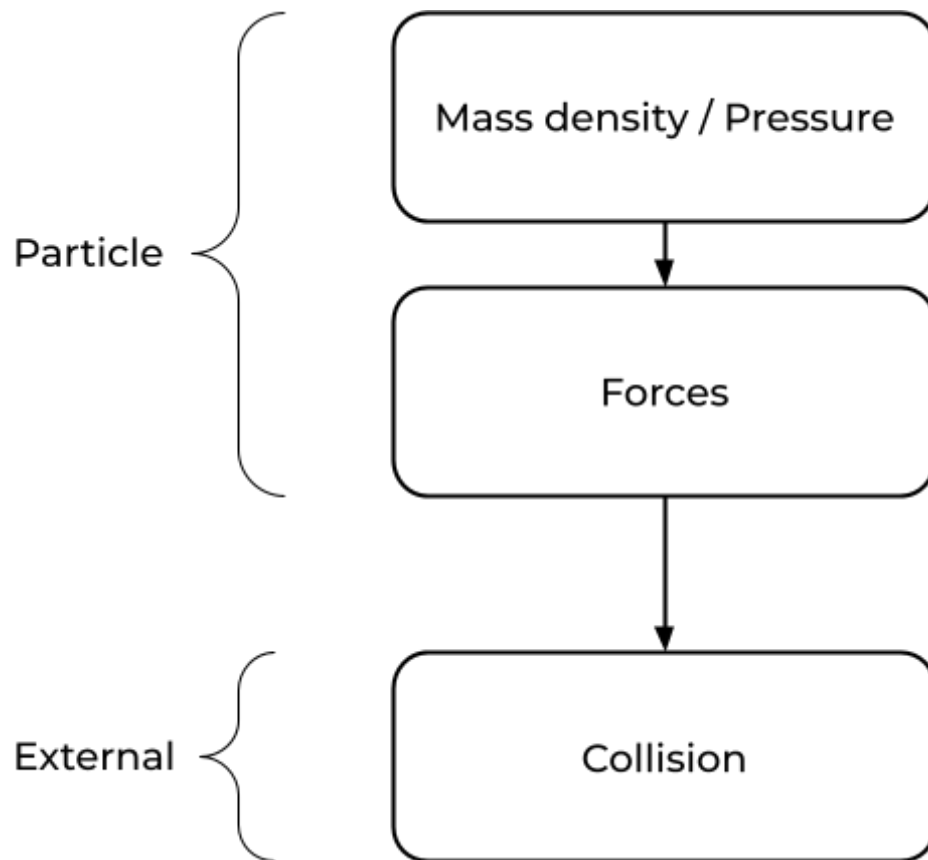 Mass density / Pressure
Particle
Forces
External
Collision